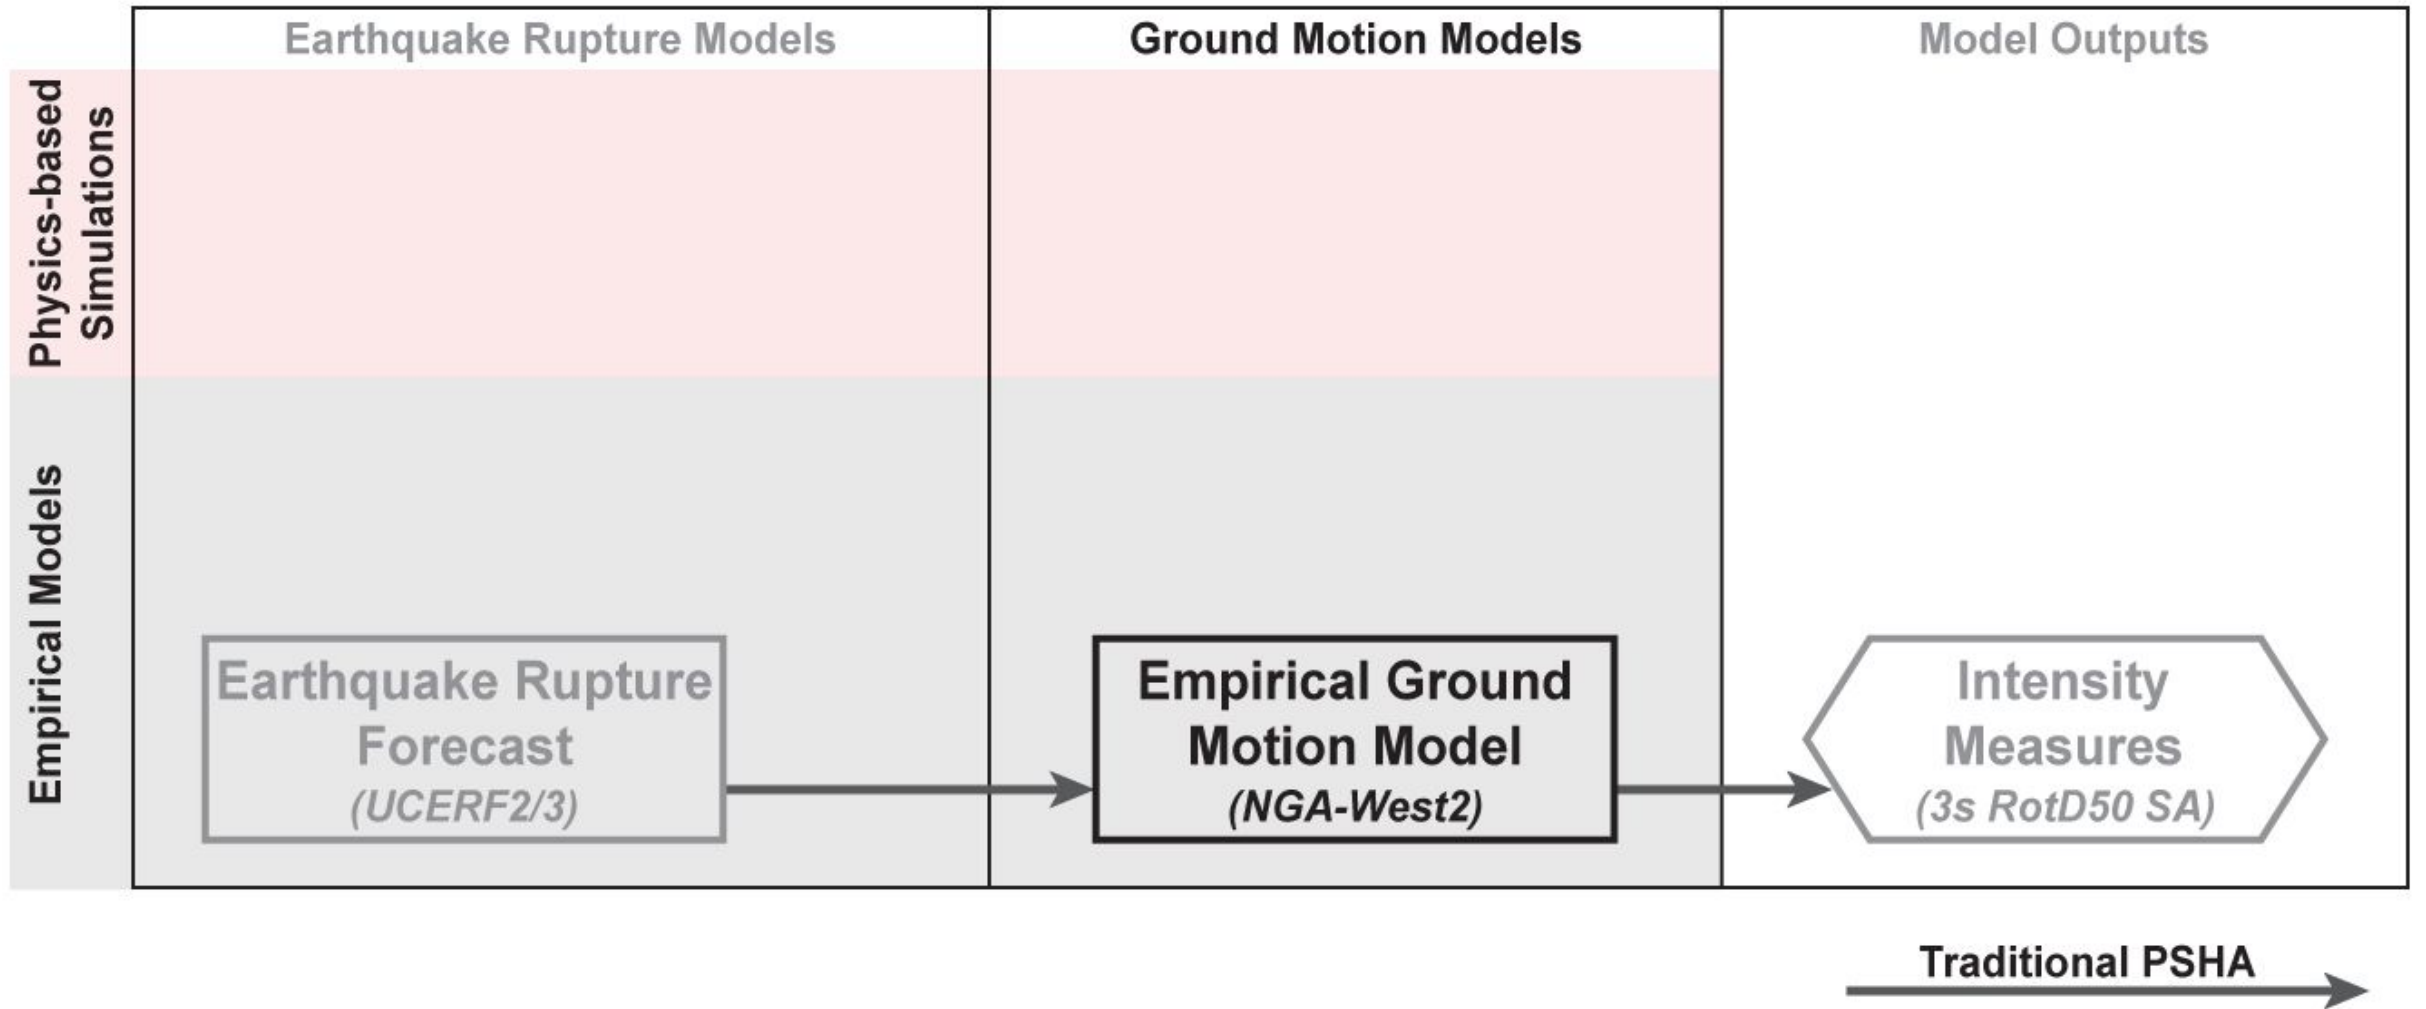 Earthquake Rupture Models
Ground Motion Models
Model Outputs
Physics-based
Simulations
Empirical Models
Earthquake Rupture
Forecast
(UCERF2/3)
Empirical Ground
Motion Model
(NGA-West2)
Intensity
Measures
(3s RotD50 SA)
Traditional PSHA